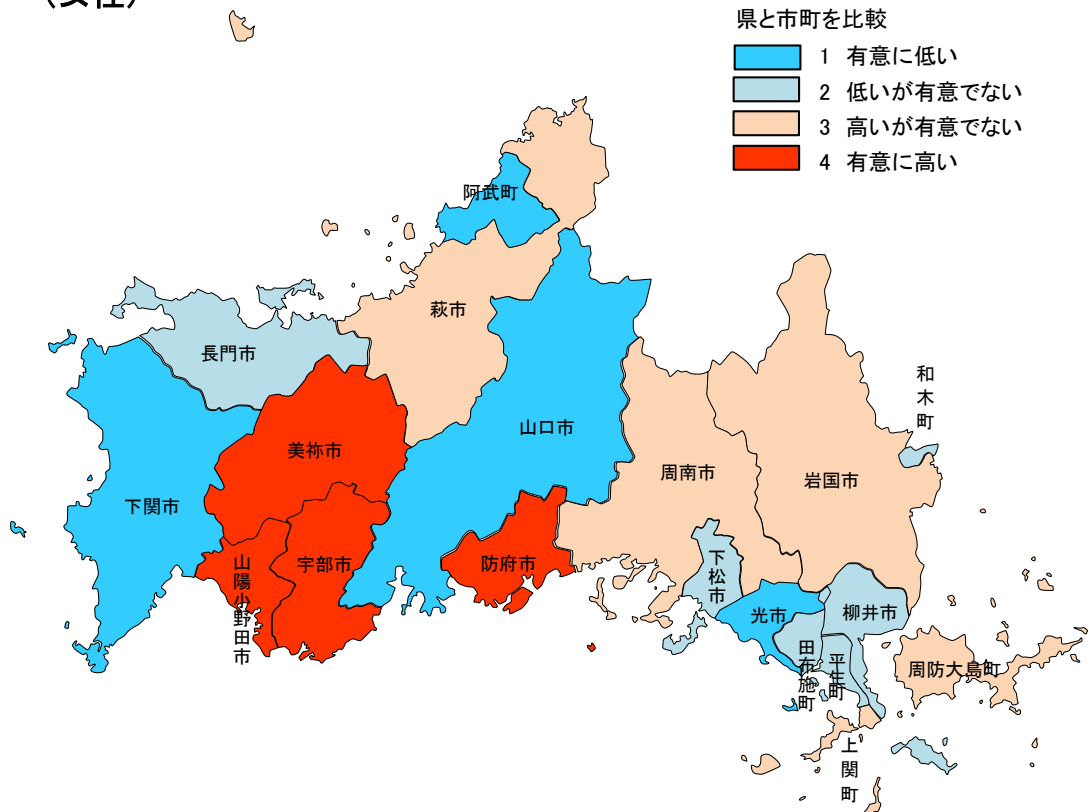 (女性)
県と市町を比較
1 有意に低い
2 低いが有意でない
3 高いが有意でない
4 有意に高い
阿武町
萩市
長門市
和木町
山口市
美祢市
周南市
岩国市
下関市
山陽小野田市
宇部市
防府市
下松市
光市
柳井市
田布施町
平生町
周防大島町
上関町